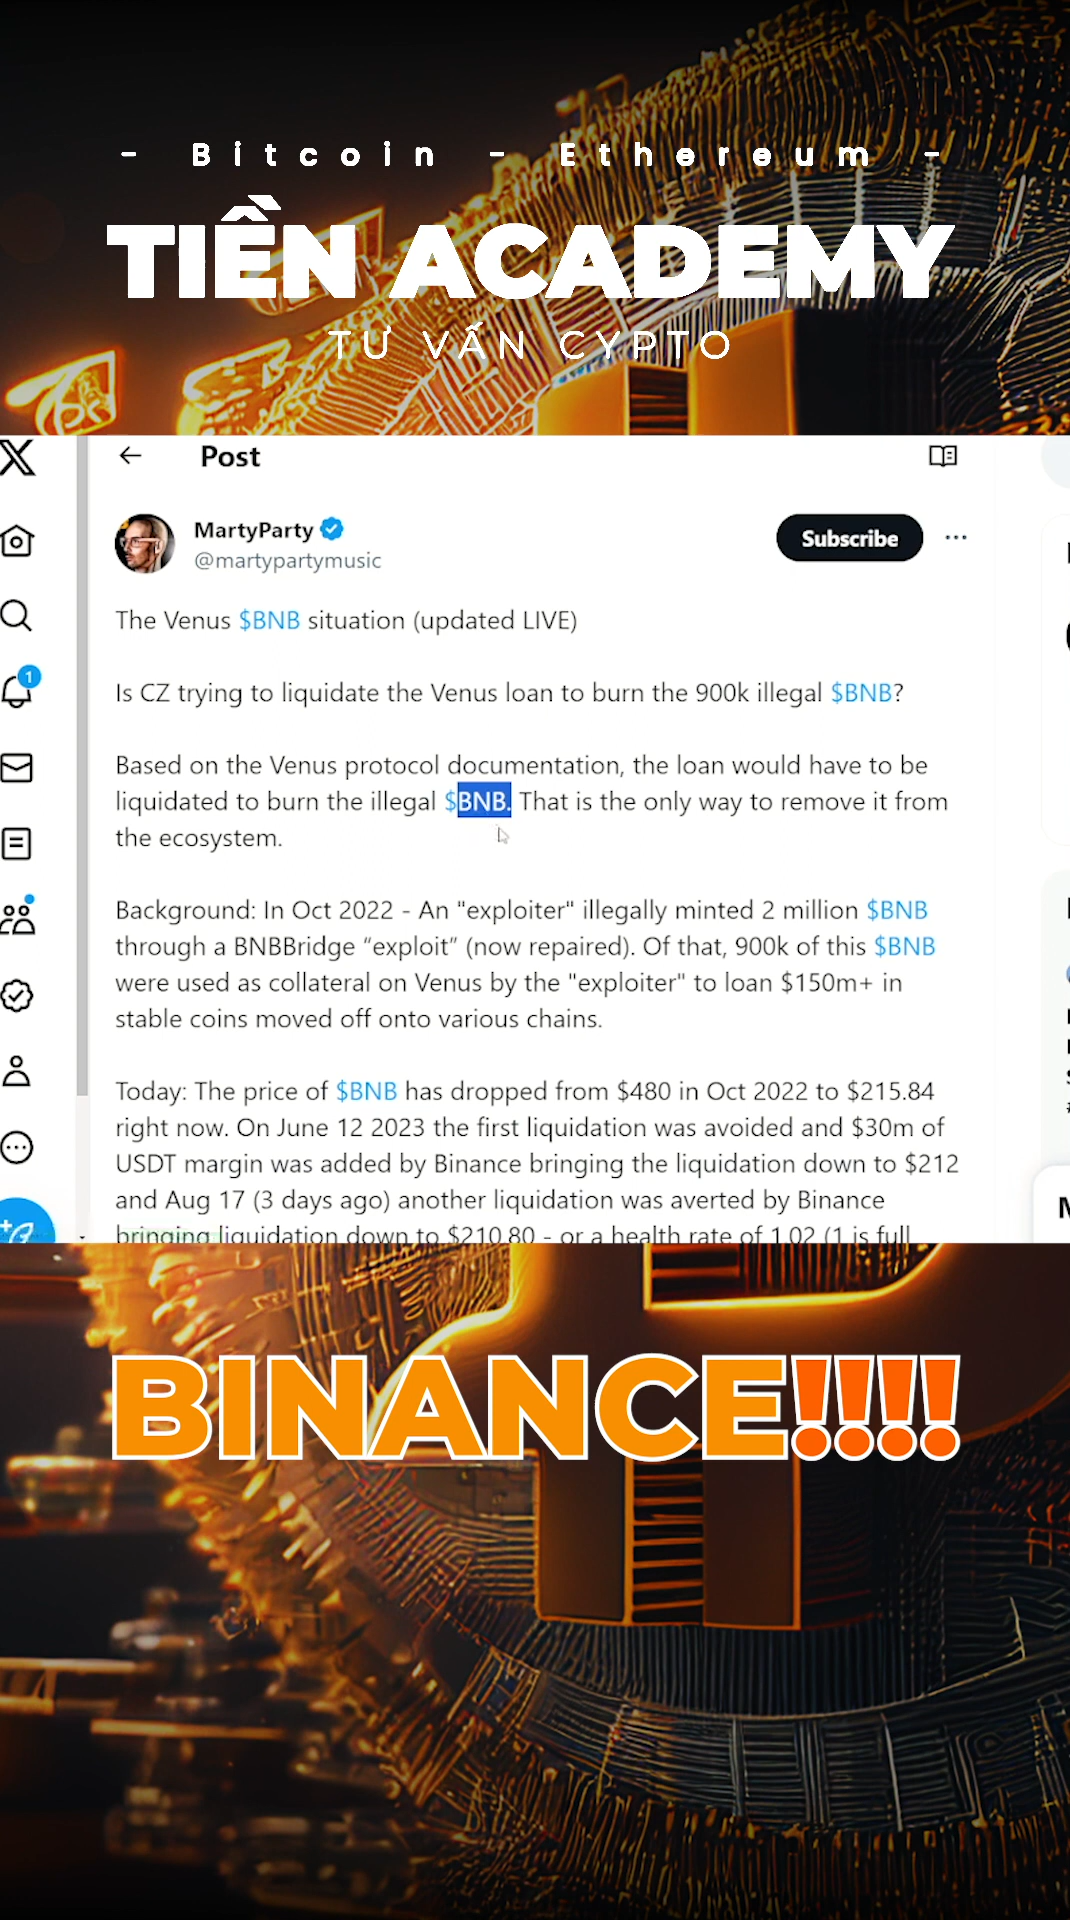 - Bitcoin - Ethereum -
TIỀN ACADEMY
TƯ VẤN CYPTO
Post
MartyParty
@martypartymusic
Subscribe
The Venus $BNB situation (updated LIVE)
Is CZ trying to liquidate the Venus loan to burn the 900k illegal $BNB?
Based on the Venus protocol documentation, the loan would have to be
liquidated to burn the illegal $BNB. That is the only way to remove it from
the ecosystem.
Background: In Oct 2022 - An "exploiter" illegally minted 2 million $BNB
through a BNBBridge “exploit” (now repaired). Of that, 900k of this $BNB
were used as collateral on Venus by the "exploiter" to loan $150m+ in
stable coins moved off onto various chains.
Today: The price of $BNB has dropped from $480 in Oct 2022 to $215.84
right now. On June 12 2023 the first liquidation was avoided and $30m of
USDT margin was added by Binance bringing the liquidation down to $212
and Aug 17 (3 days ago) another liquidation was averted by Binance
bringing liquidation down to $210.80 - or a health rate of 1.02 (1 is full
1
BINANCE!!!!